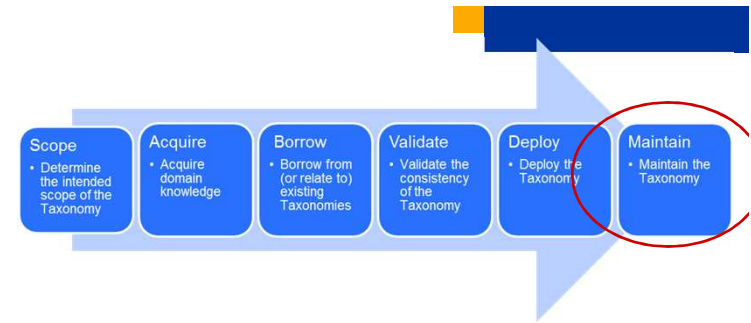 Scope
• Determine
the intended
scope of the
Taxonomy
Acquire
• Acquire
domain
knowledge
Borrow
• Borrow from
(or relate to)
existing
Taxonomies
Validate
• Validate the
consistency
of the
Taxonomy
Deploy
• Deploy the
Taxonomy
Maintain
• Maintain the
Taxonomy